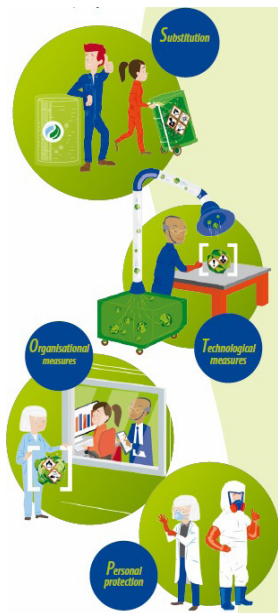 Substitution
Technological
measures
Organisational
measures
Personal
protection